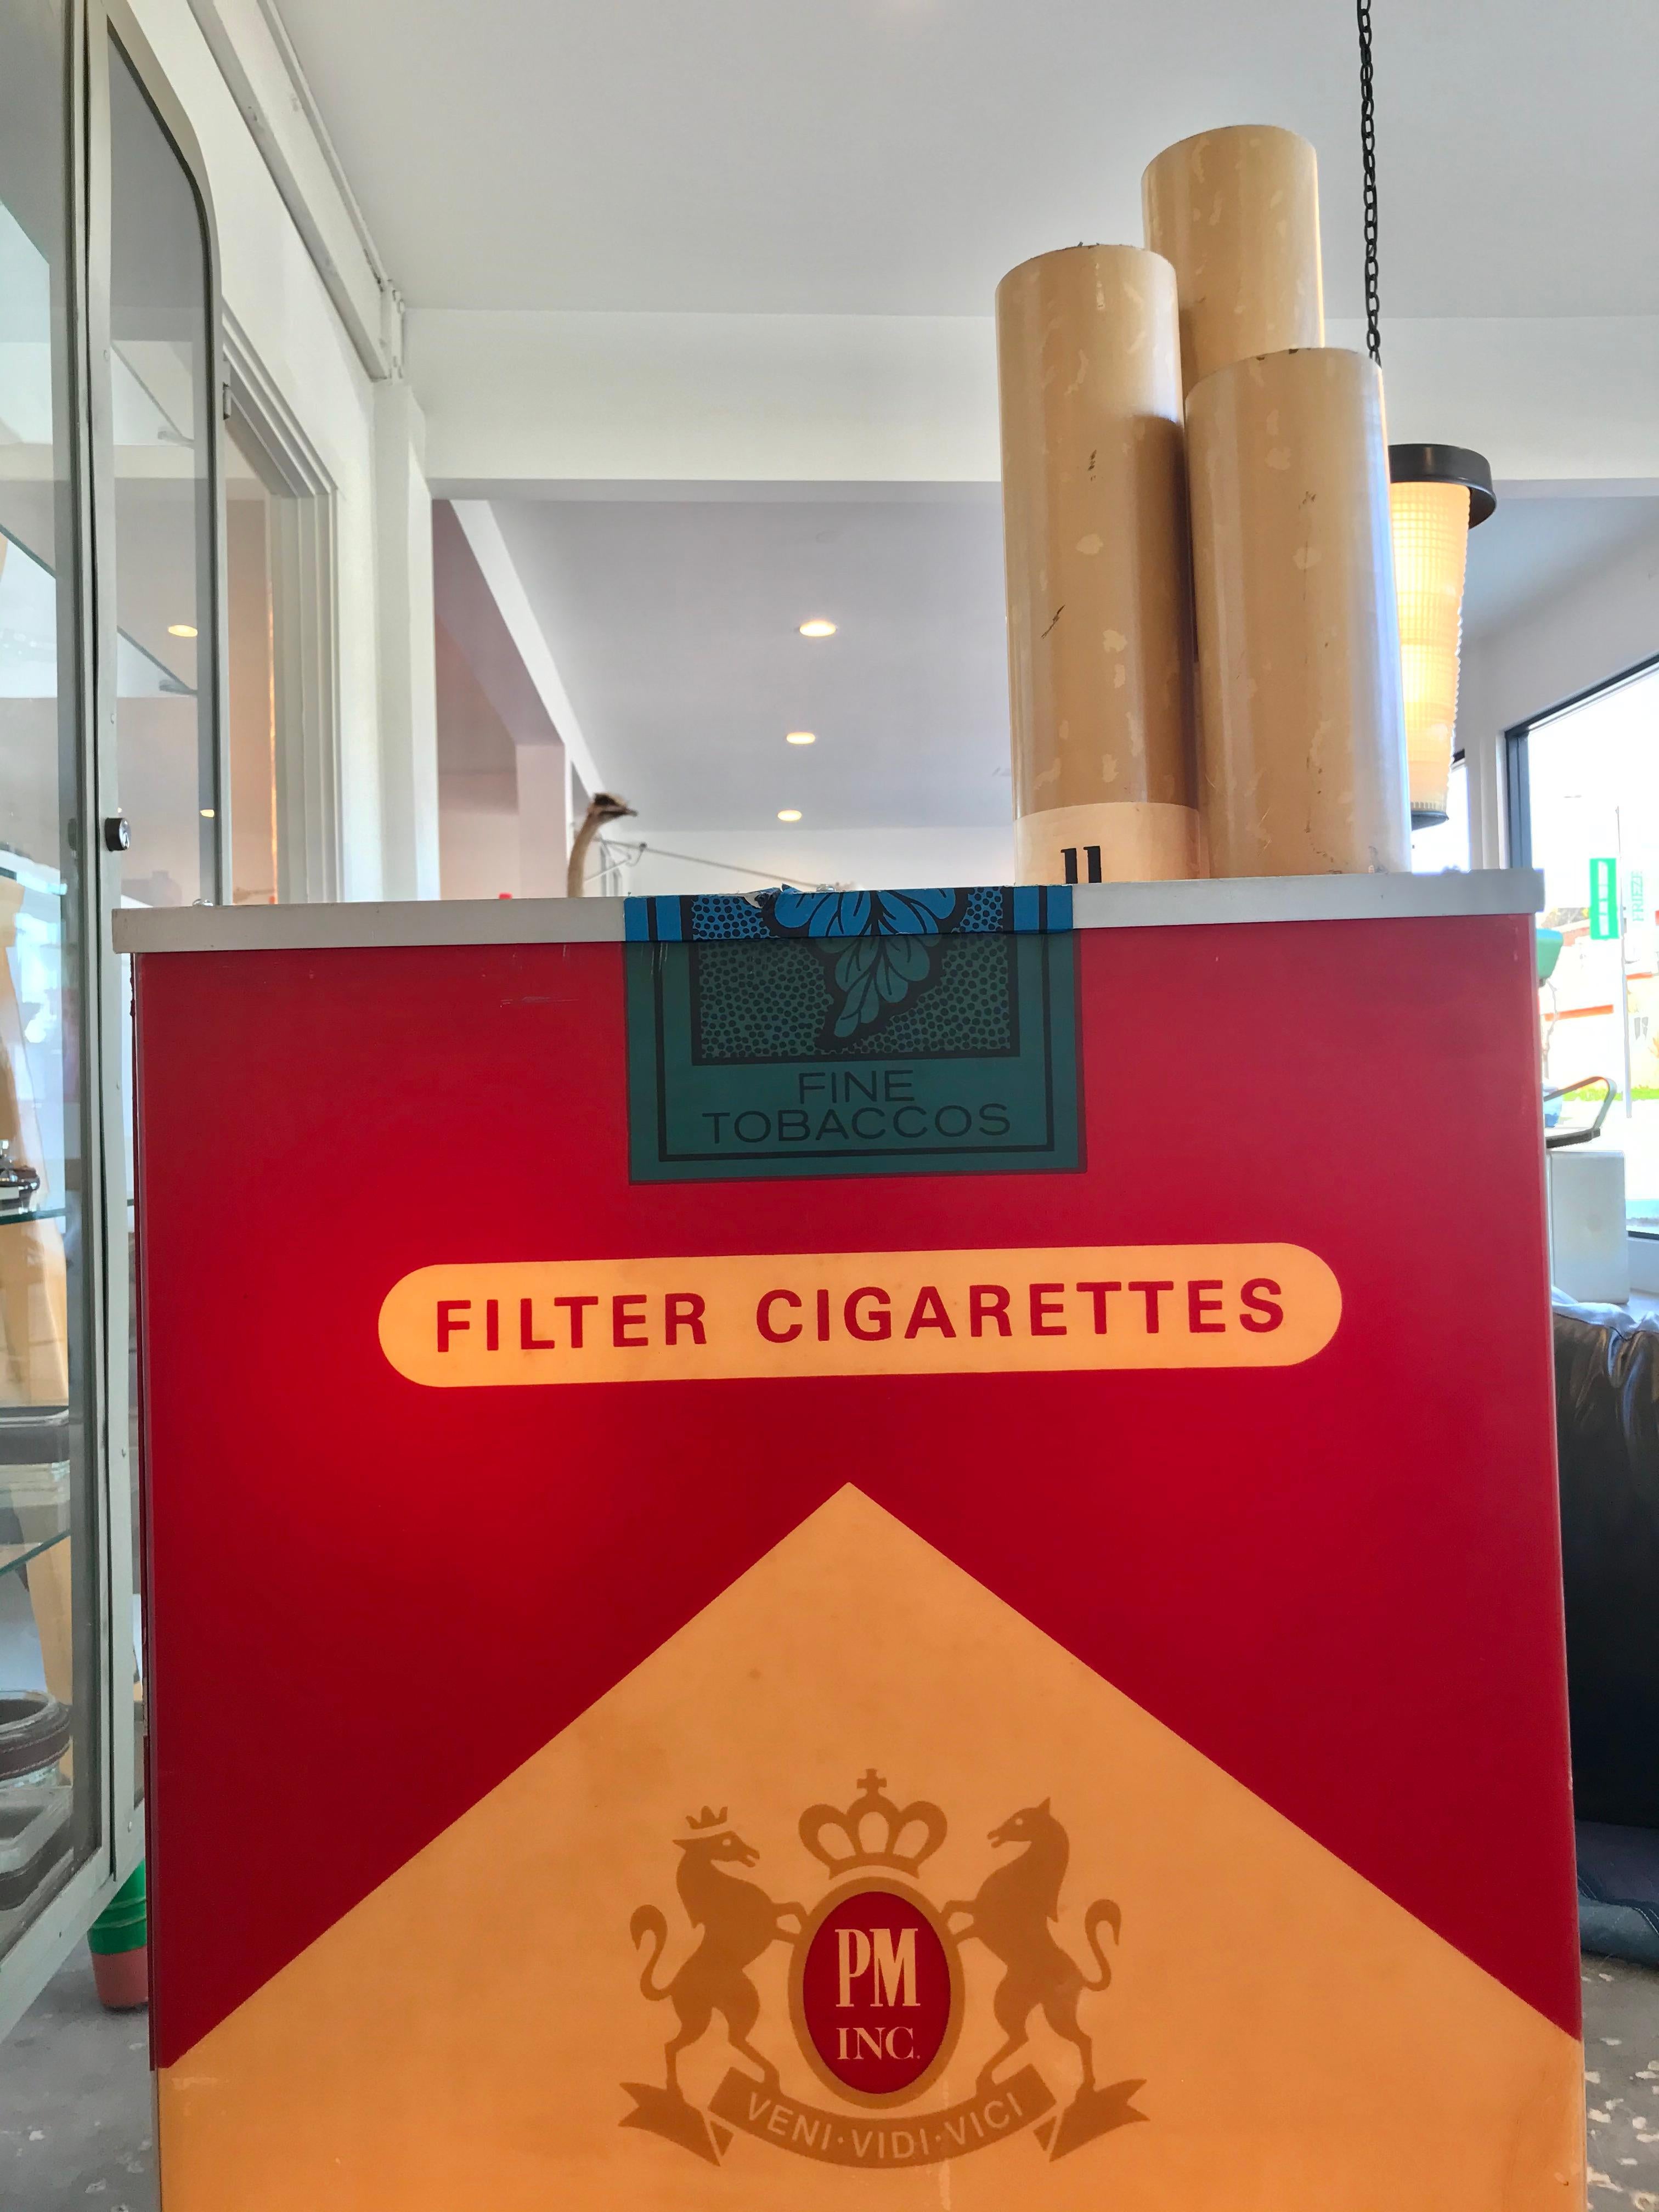 FINE
TOBACCOS
FILTER CIGARETTES
PM
INC.
VENI·VIDI·VICI